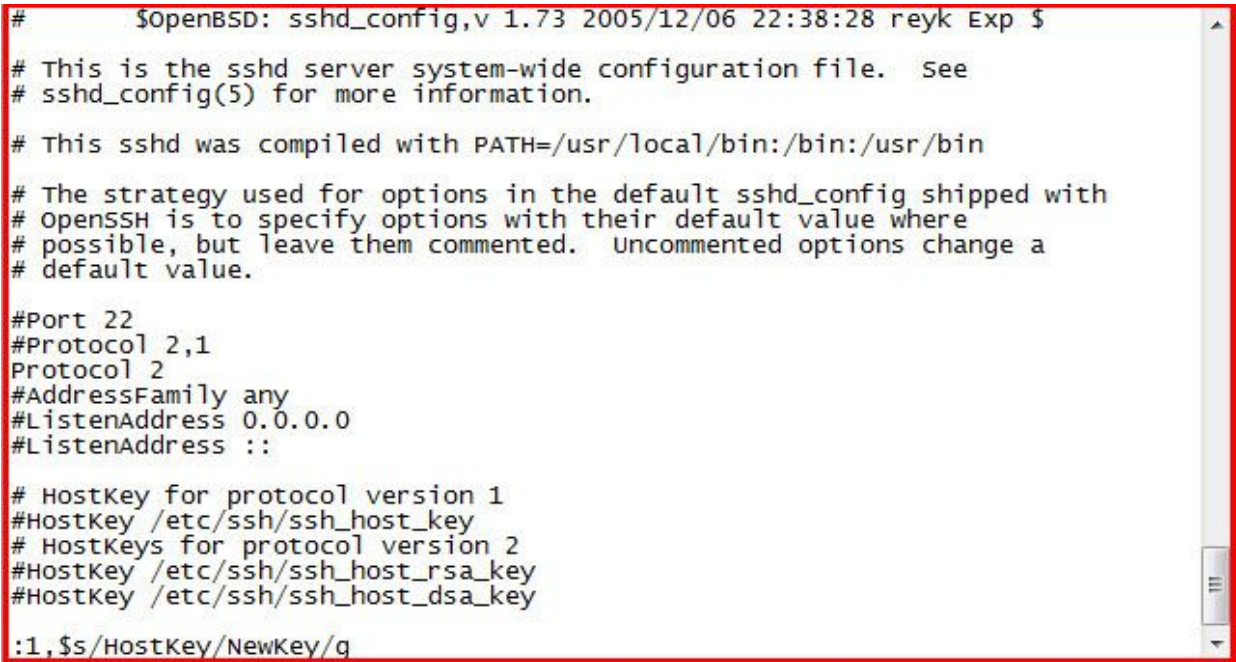 #       $OpenBSD: sshd_config,v 1.73 2005/12/06 22:38:28 reyk Exp $
# This is the sshd server system-wide configuration file.  See
# sshd_config(5) for more information.
# This sshd was compiled with PATH=/usr/local/bin:/bin:/usr/bin
# The strategy used for options in the default sshd_config shipped with
# OpenSSH is to specify options with their default value where
# possible, but leave them commented.  Uncommented options change a
# default value.
#Port 22
#Protocol 2,1
Protocol 2
#AddressFamily any
#ListenAddress 0.0.0.0
#ListenAddress ::
# HostKey for protocol version 1
#HostKey /etc/ssh/ssh_host_key
# HostKeys for protocol version 2
#HostKey /etc/ssh/ssh_host_rsa_key
#HostKey /etc/ssh/ssh_host_dsa_key
:1,$s/HostKey/NewKey/g